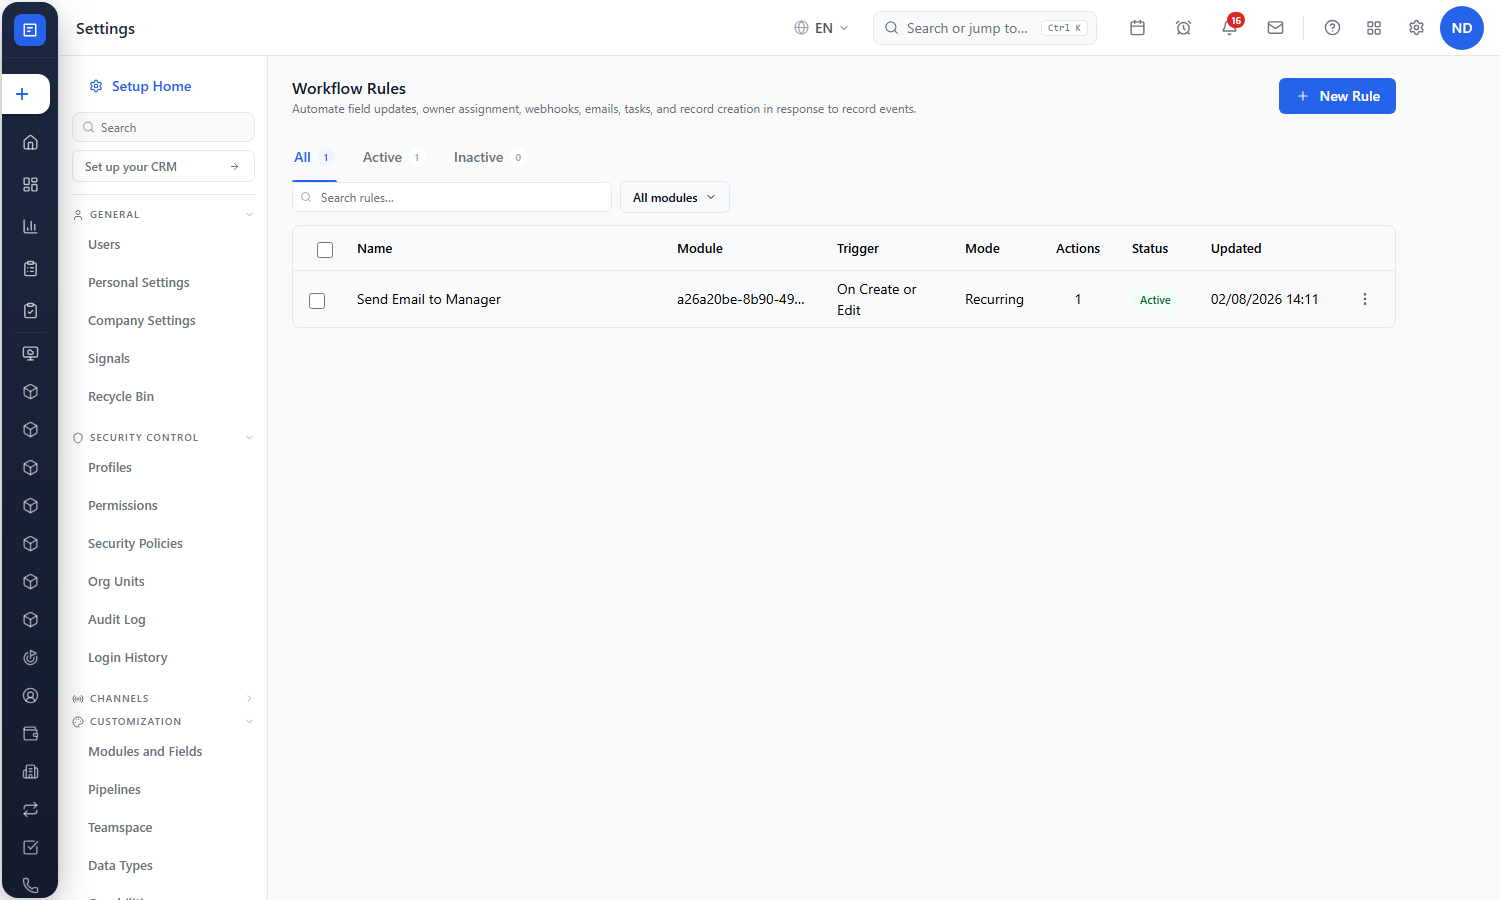 Settings
EN
Search or jump to...
Ctrl K
16
ND
Setup Home
Search
Set up your CRM
GENERAL
Users
Personal Settings
Company Settings
Signals
Recycle Bin
SECURITY CONTROL
Profiles
Permissions
Security Policies
Org Units
Audit Log
Login History
CHANNELS
CUSTOMIZATION
Modules and Fields
Pipelines
Teamspace
Data Types
Workflow Rules
Automate field updates, owner assignment, webhooks, emails, tasks, and record creation in response to record events.
New Rule
All 1
Active 1
Inactive 0
Search rules...
All modules
Name Module Trigger Mode Actions Status Updated
Send Email to Manager a26a20be-8b90-49... On Create or Edit Recurring 1 Active 02/08/2026 14:11